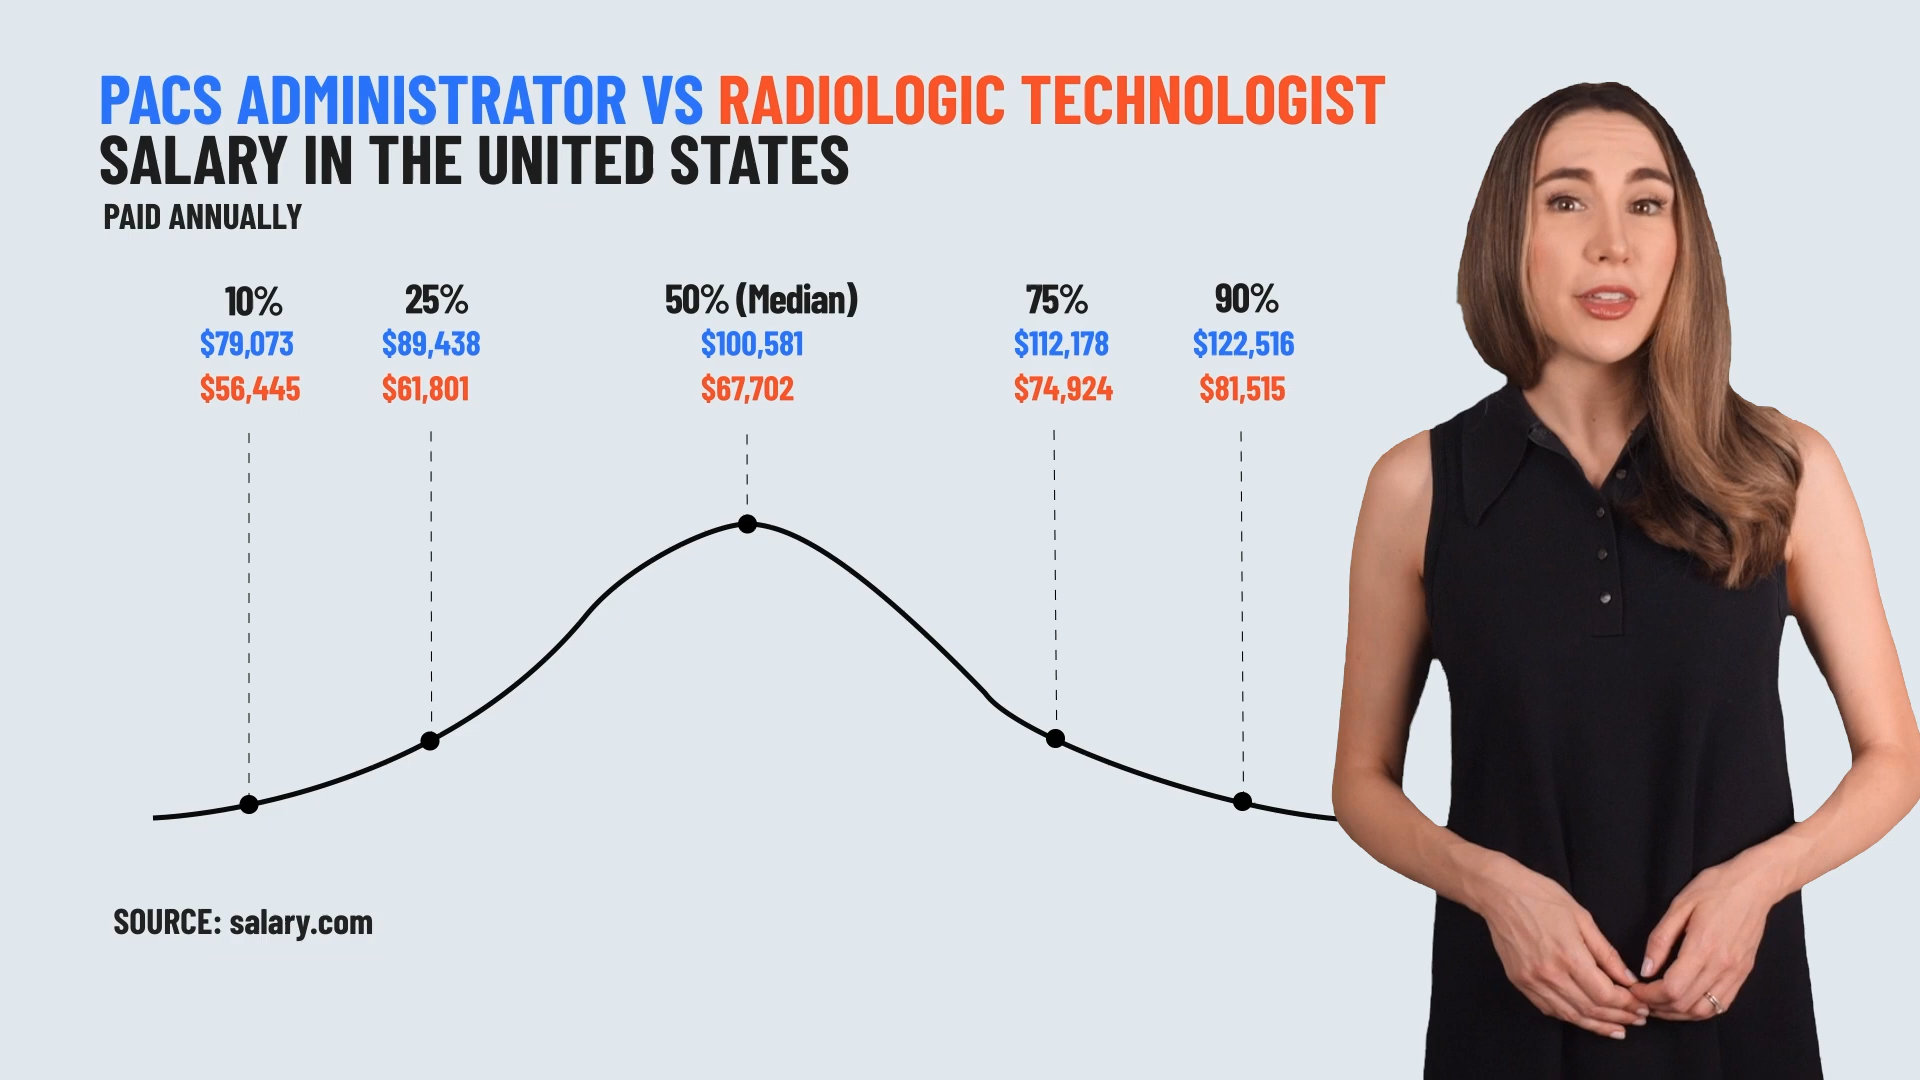 PACS ADMINISTRATOR VS RADIOLOGIC TECHNOLOGIST
SALARY IN THE UNITED STATES
PAID ANNUALLY
10% 25% 50% (Median) 75% 90%
$79,073 $89,438 $100,581 $112,178 $122,516
$56,445 $61,801 $67,702 $74,924 $81,515
SOURCE: salary.com